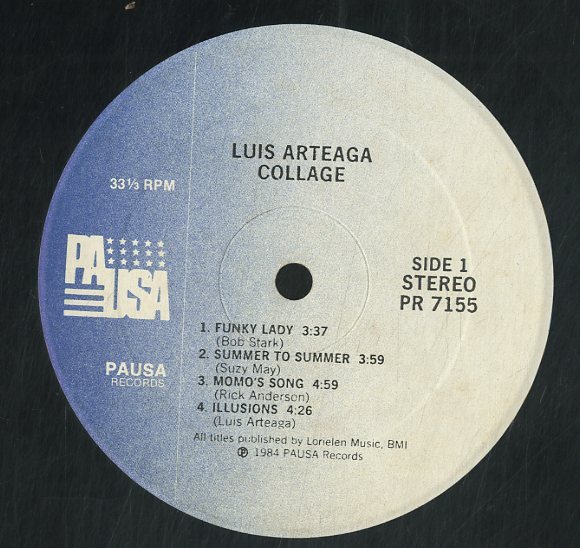 LUIS ARTEAGA
COLLAGE
33 1/3 RPM
PAUSA
SIDE 1
STEREO
PR 7155
PAUSA
RECORDS
1. FUNKY LADY 3:37
(Bob Stark)
2. SUMMER TO SUMMER 3:59
(Suzy May)
3. MOMO'S SONG 4:59
(Rick Anderson)
4. ILLUSIONS 4:26
(Luis Arteaga)
All titles published by Lorielen Music, BMI
℗ 1984 PAUSA Records